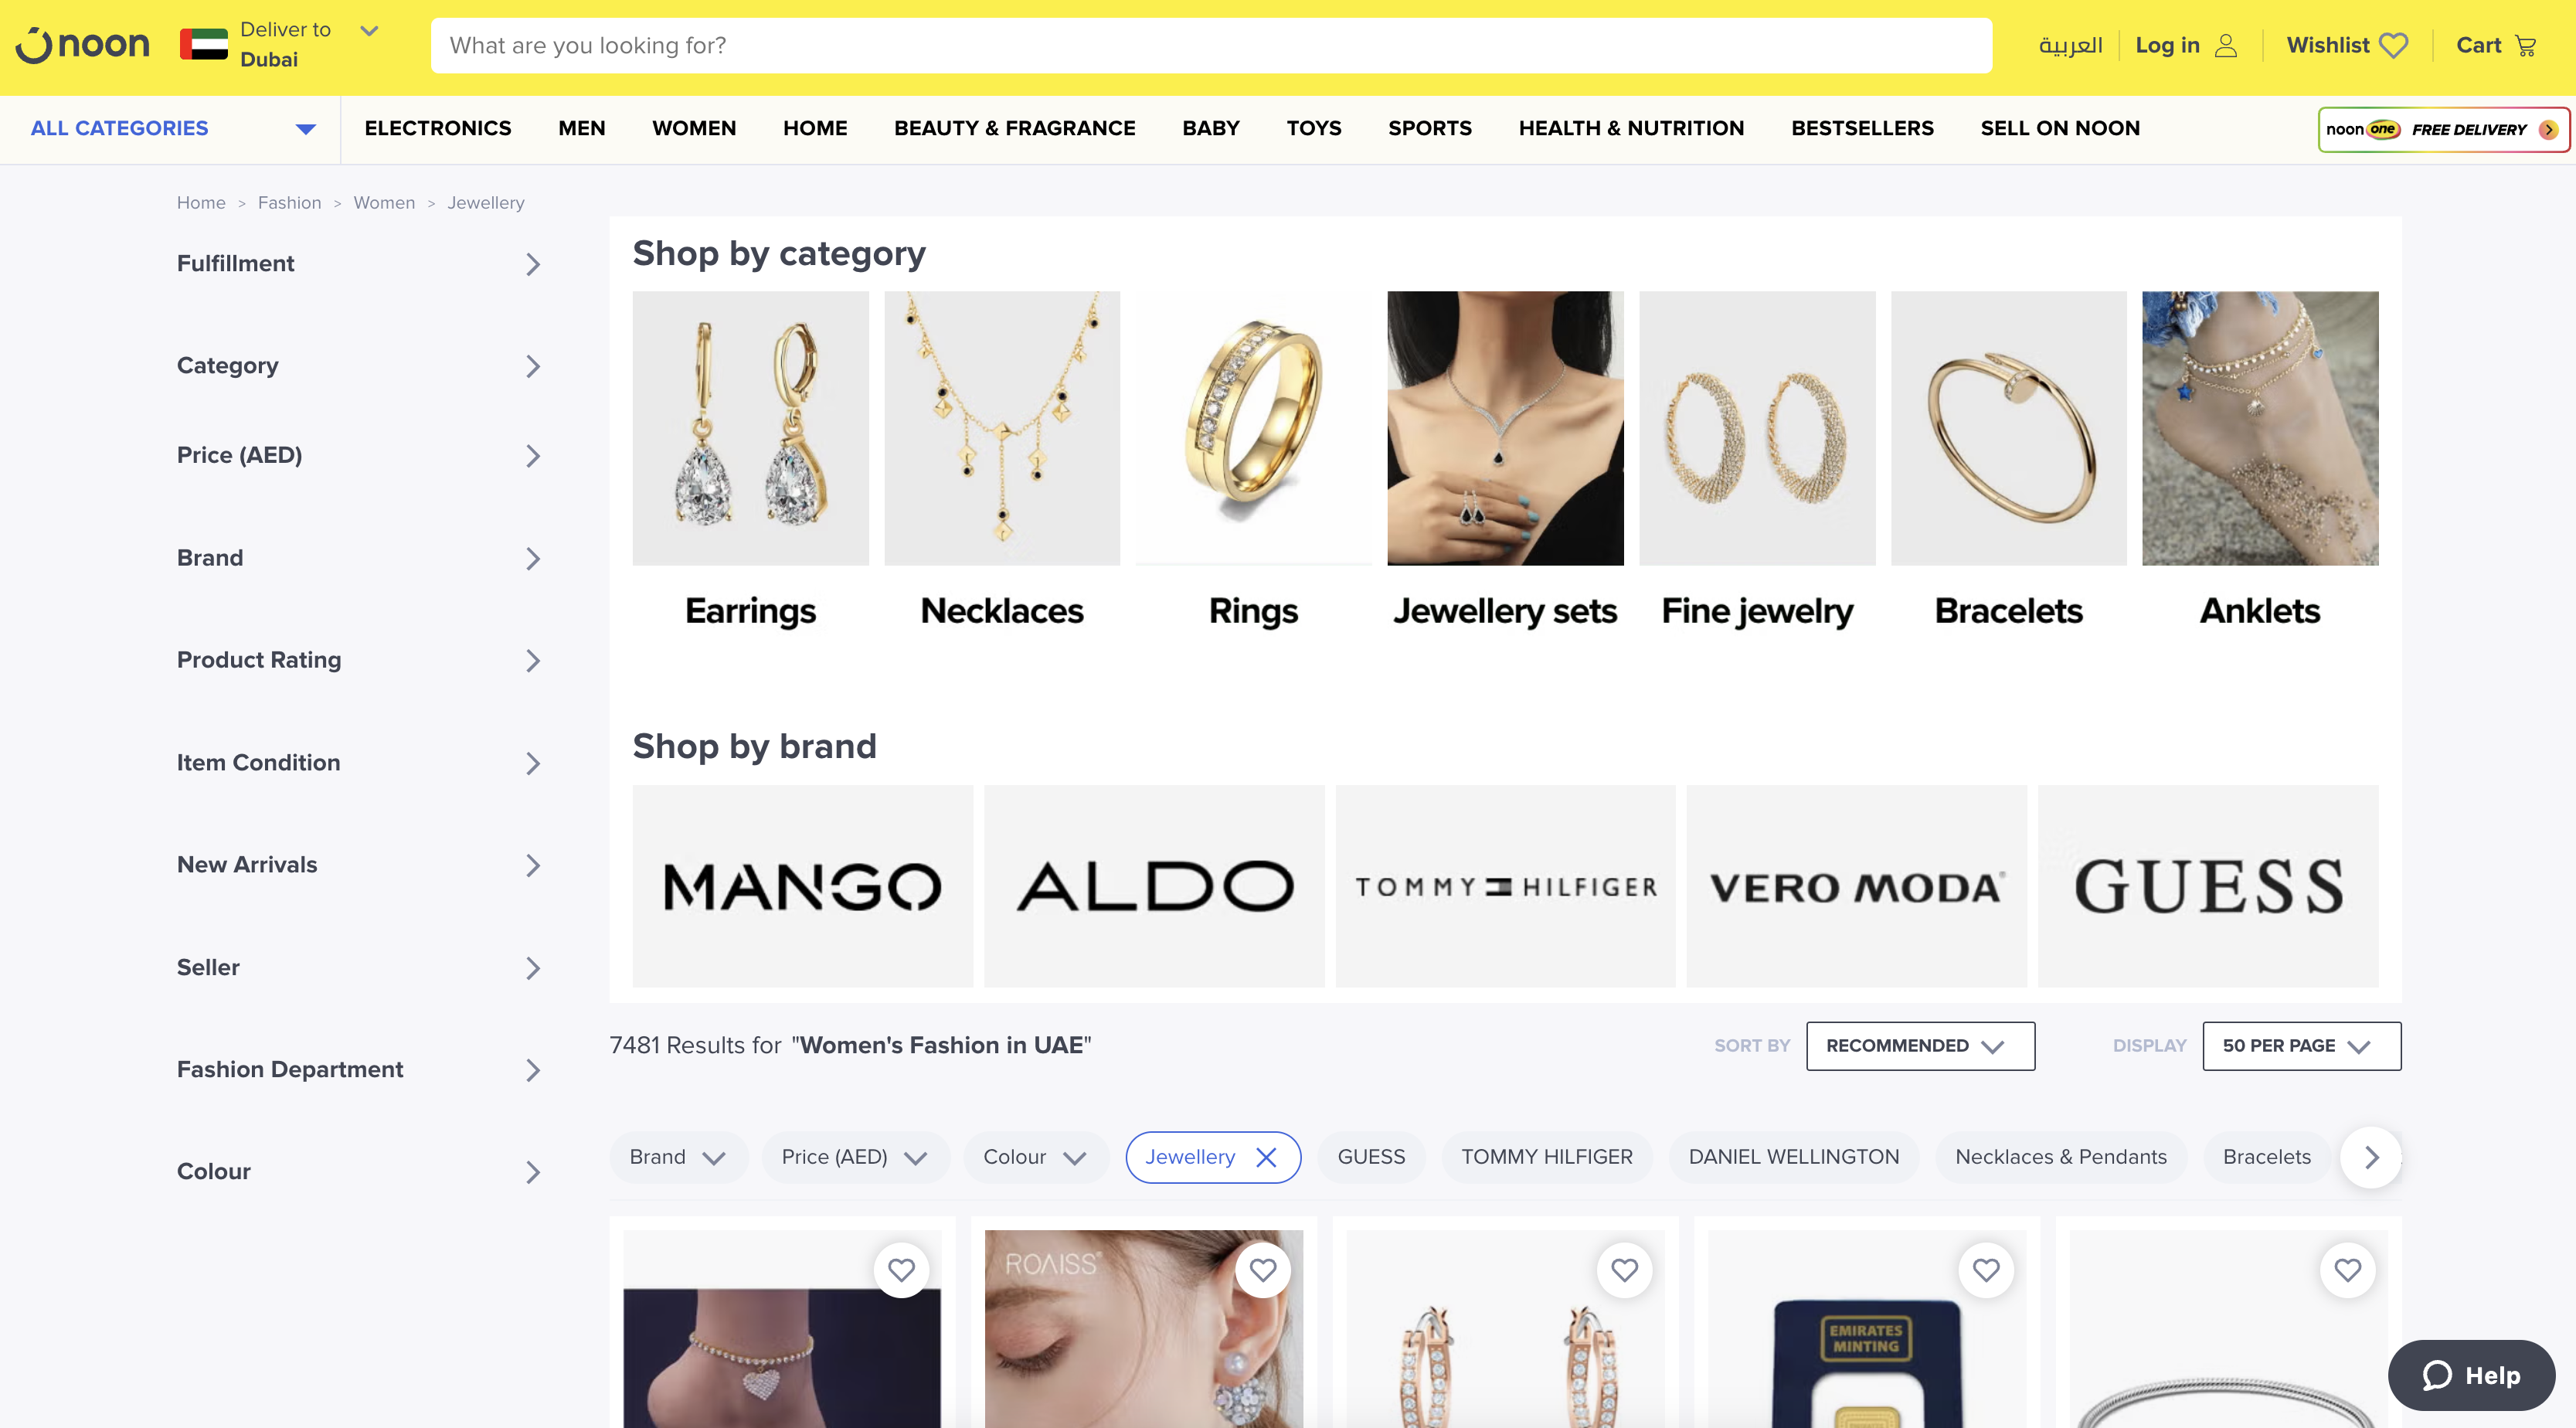 noon
Deliver to
Dubai
What are you looking for?
العربية
Log in
Wishlist
Cart
ALL CATEGORIES
ELECTRONICS
MEN
WOMEN
HOME
BEAUTY & FRAGRANCE
BABY
TOYS
SPORTS
HEALTH & NUTRITION
BESTSELLERS
SELL ON NOON
noon one FREE DELIVERY
Home > Fashion > Women > Jewellery
Fulfillment
Category
Price (AED)
Brand
Product Rating
Item Condition
New Arrivals
Seller
Fashion Department
Colour
Shop by category
Earrings
Necklaces
Rings
Jewellery sets
Fine jewelry
Bracelets
Anklets
Shop by brand
MANGO
ALDO
TOMMY HILFIGER
VERO MODA®
GUESS
7481 Results for "Women's Fashion in UAE"
SORT BY
RECOMMENDED
DISPLAY
50 PER PAGE
Brand
Price (AED)
Colour
Jewellery
GUESS
TOMMY HILFIGER
DANIEL WELLINGTON
Necklaces & Pendants
Bracelets
ROAISS®
EMIRATES
MINTING
Help